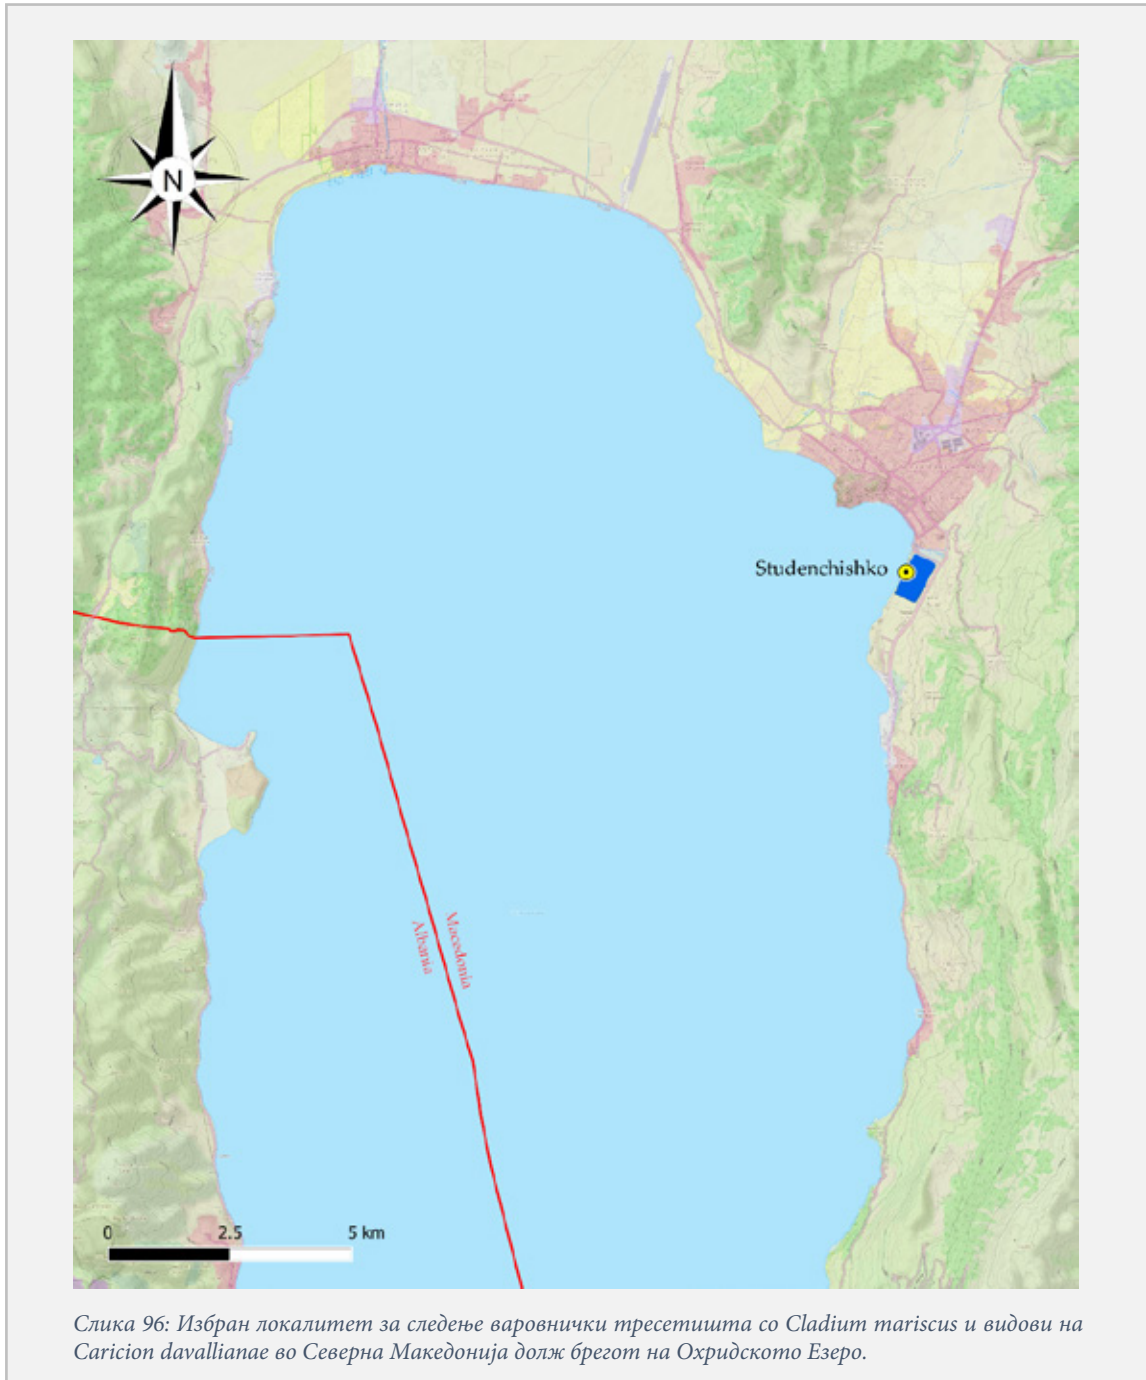 N
Studenchishko
Macedonia
Albania
0 2.5 5 km
Слика 96: Избран локалитет за следење варовнички тресетишта со Cladium mariscus и видови на
Caricion davallianae во Северна Македонија долж брегот на Охридското Езеро.